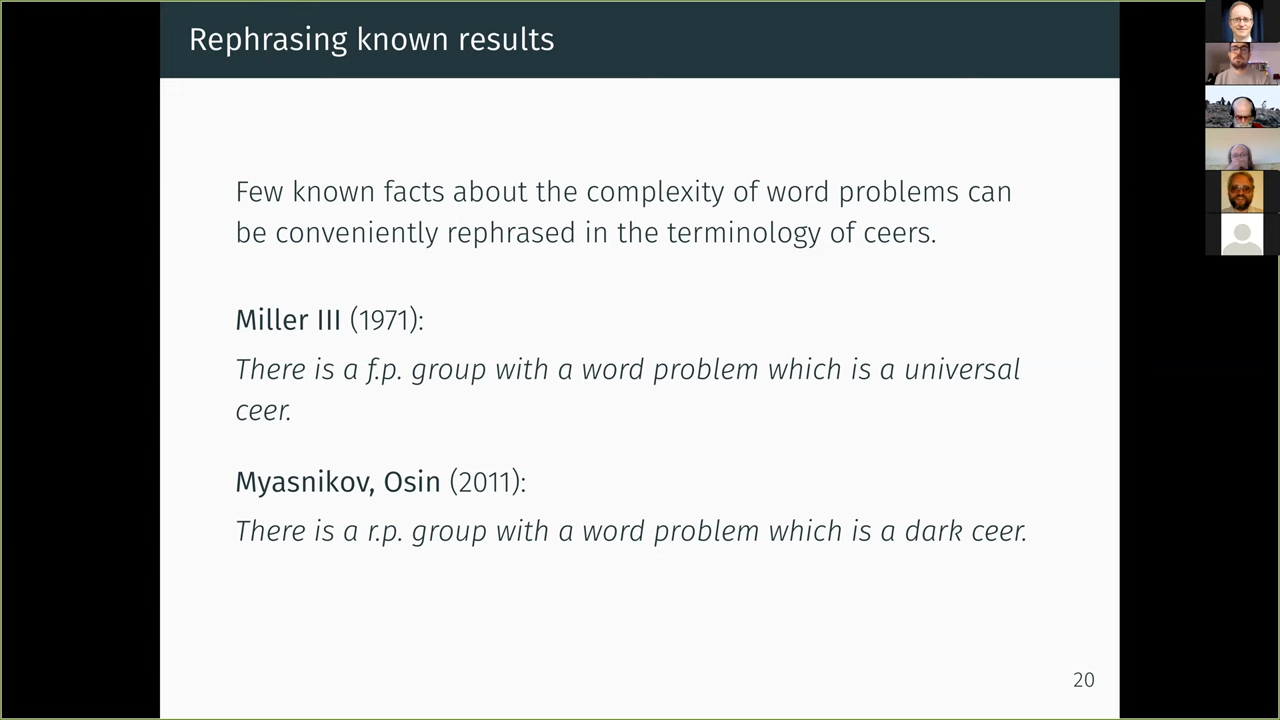 Rephrasing known results
Few known facts about the complexity of word problems can
be conveniently rephrased in the terminology of ceers.
Miller III (1971):
There is a f.p. group with a word problem which is a universal
ceer.
Myasnikov, Osin (2011):
There is a r.p. group with a word problem which is a dark ceer.
20